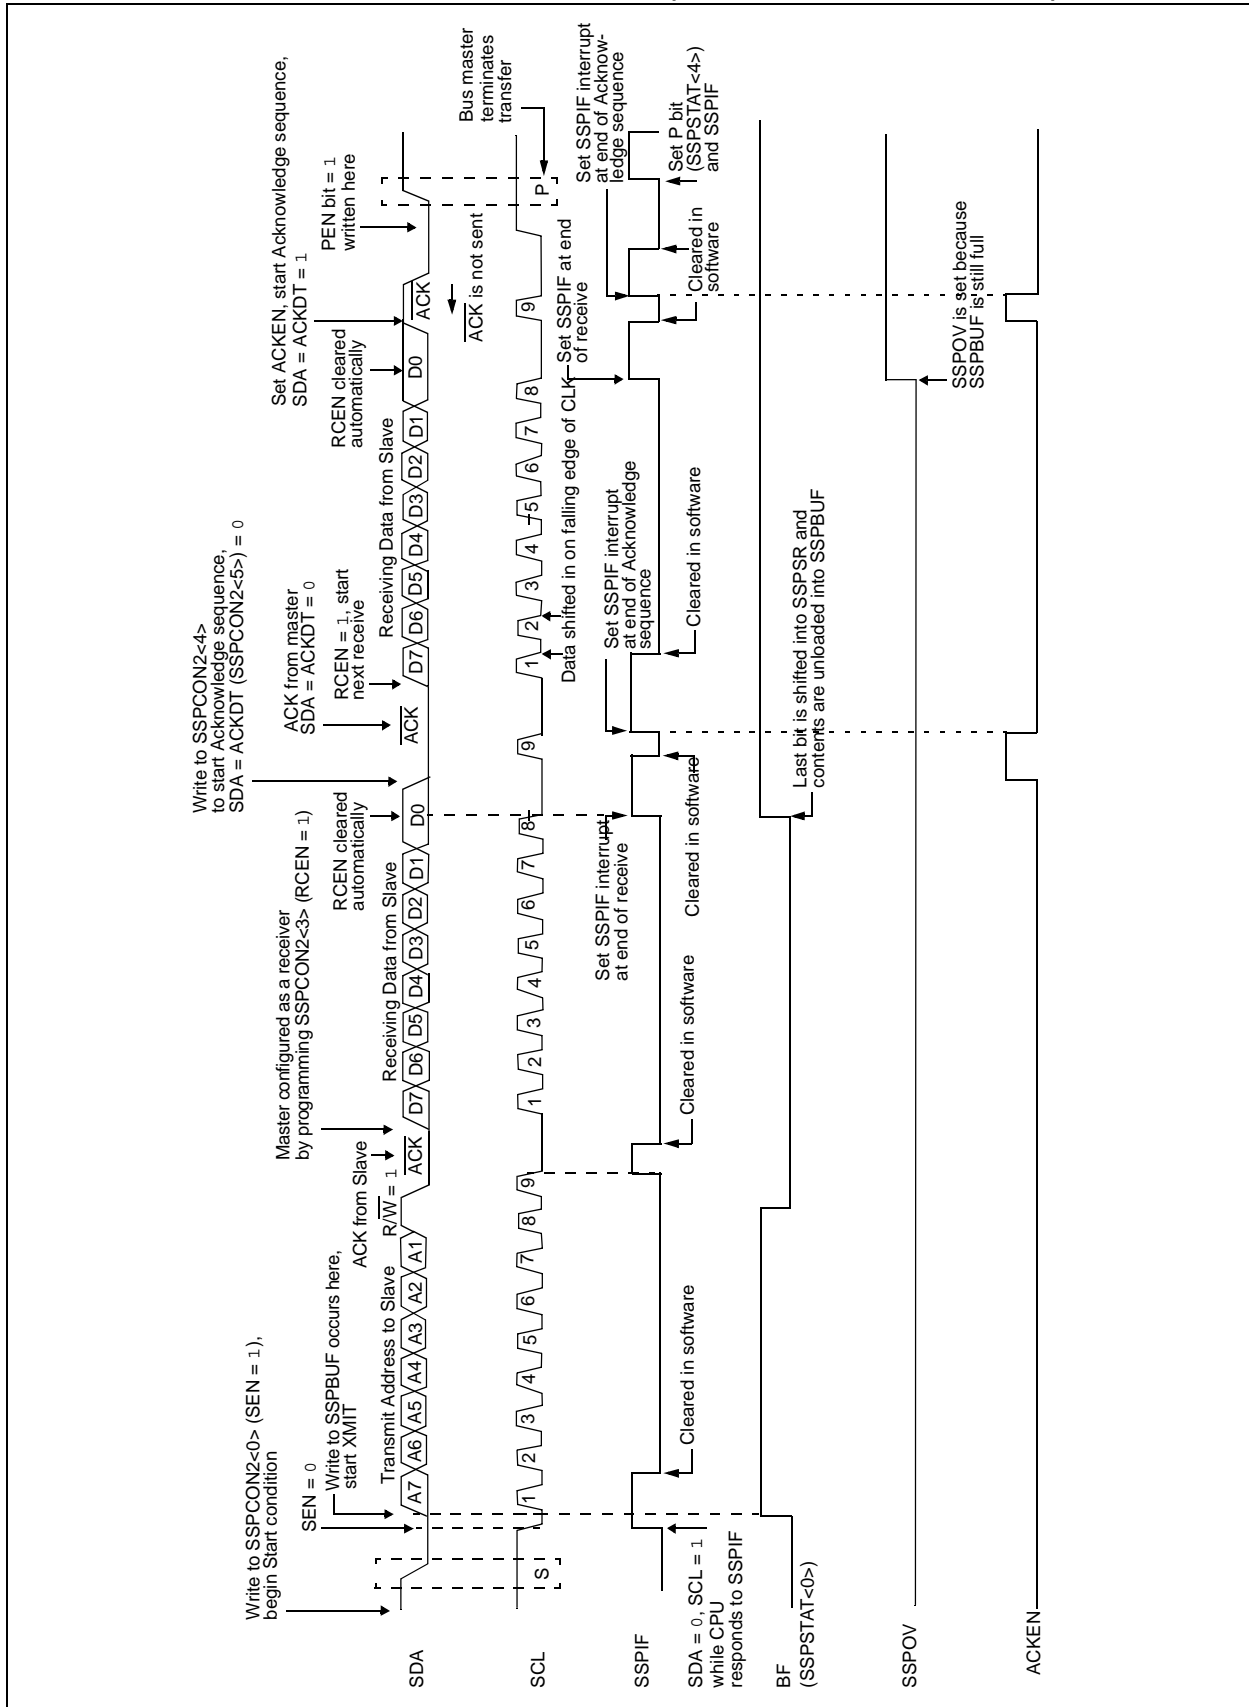 Write to SSPCON2<0> (SEN = 1),
begin Start condition
SEN = 0
Write to SSPBUF occurs here,
start XMIT
Transmit Address to Slave
ACK from Slave
R/W = 1
Master configured as a receiver
by programming SSPCON2<3> (RCEN = 1)
Receiving Data from Slave
RCEN cleared
automatically
Write to SSPCON2<4>
to start Acknowledge sequence,
SDA = ACKDT (SSPCON2<5>) = 0
ACK from master
SDA = ACKDT = 0
RCEN = 1, start
next receive
Receiving Data from Slave
RCEN cleared
automatically
Set ACKEN, start Acknowledge sequence,
SDA = ACKDT = 1
PEN bit = 1
written here
SDA
A7 A6 A5 A4 A3 A2 A1
ACK
D7 D6 D5 D4 D3 D2 D1 D0
ACK
D7 D6 D5 D4 D3 D2 D1 D0
ACK
ACK is not sent
Bus master
terminates
transfer
SCL
S
1 2 3 4 5 6 7 8 9
1 2 3 4 5 6 7 8
9
1 2 3 4 5 6 7 8
9
P
Data shifted in on falling edge of CLK
Set SSPIF interrupt
at end of receive
Set SSPIF interrupt
at end of Acknowledge
sequence
Set SSPIF at end
of receive
Set SSPIF interrupt
at end of Acknow-
ledge sequence
SSPIF
SDA = 0, SCL = 1
while CPU
responds to SSPIF
Cleared in software
Cleared in software
Cleared in software
Cleared in software
Cleared in
software
Set P bit
(SSPSTAT<4>)
and SSPIF
BF
(SSPSTAT<0>)
Last bit is shifted into SSPSR and
contents are unloaded into SSPBUF
SSPOV
SSPOV is set because
SSPBUF is still full
ACKEN